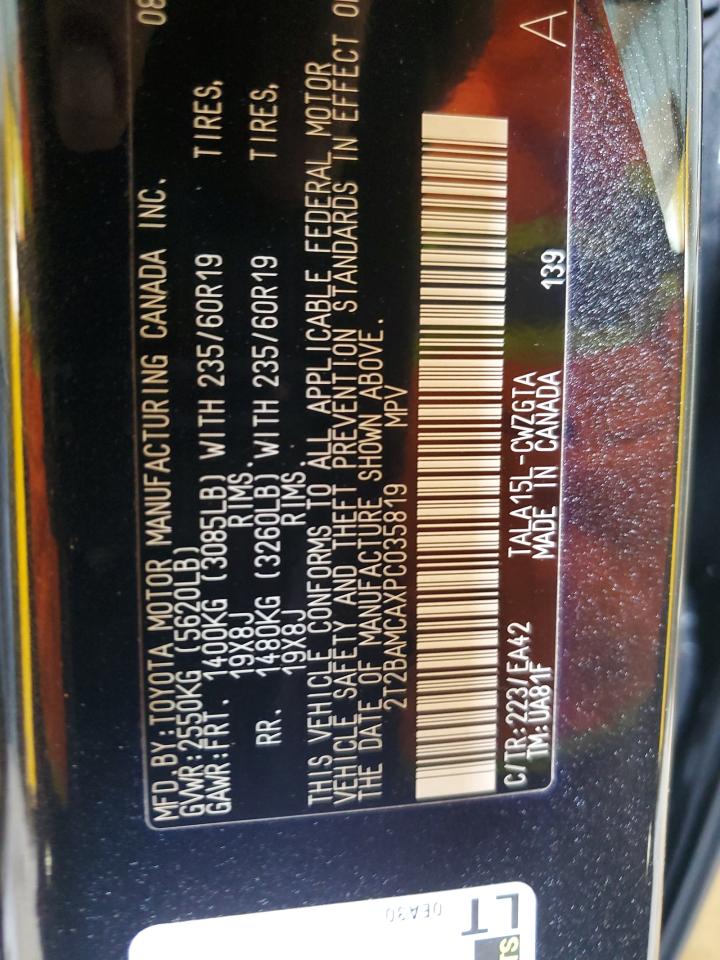 MFD.BY:TOYOTA MOTOR MANUFACTURING CANADA INC. 08
GVWR:2550KG (5620LB)
GAWR:FRT. 1400KG (3085LB) WITH 235/60R19 TIRES,
19X8J RIMS.
RR. 1480KG (3260LB) WITH 235/60R19 TIRES,
19X8J RIMS.
THIS VEHICLE CONFORMS TO ALL APPLICABLE FEDERAL MOTOR
VEHICLE SAFETY AND THEFT PREVENTION STANDARDS IN EFFECT O
THE DATE OF MANUFACTURE SHOWN ABOVE.
2T2BAMCAXPC035819 MPV
C/TR:223/EA42 TALA15L-CWZGTA A
TM:UA81F MADE IN CANADA 139
0EA30
LT
rs